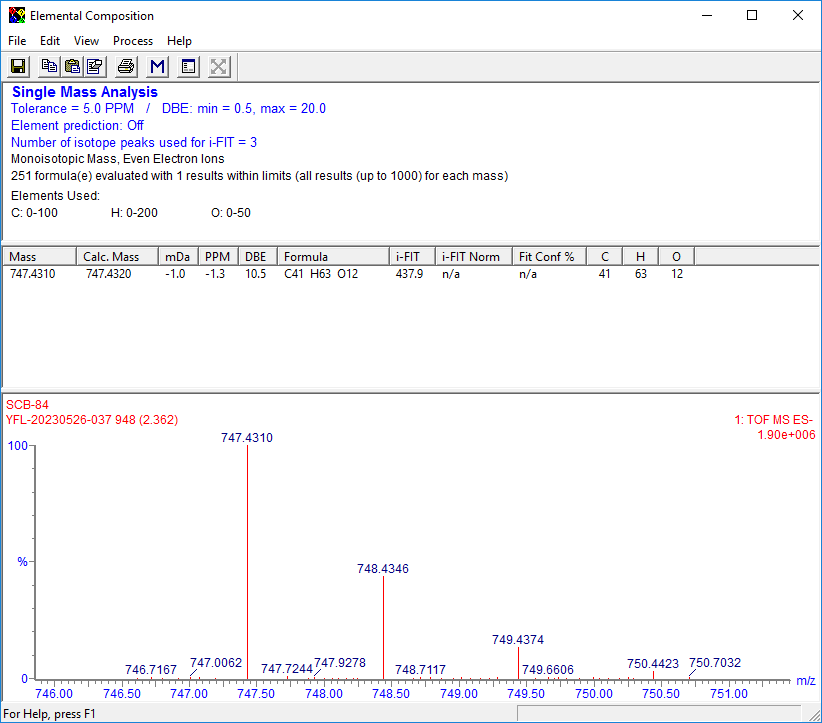 Elemental Composition
File Edit View Process Help
M
Single Mass Analysis
Tolerance = 5.0 PPM / DBE: min = 0.5, max = 20.0
Element prediction: Off
Number of isotope peaks used for i-FIT = 3
Monoisotopic Mass, Even Electron Ions
251 formula(e) evaluated with 1 results within limits (all results (up to 1000) for each mass)
Elements Used:
C: 0-100 H: 0-200 O: 0-50
Mass Calc. Mass mDa PPM DBE Formula i-FIT i-FIT Norm Fit Conf % C H O
747.4310 747.4320 -1.0 -1.3 10.5 C41 H63 O12 437.9 n/a n/a 41 63 12
SCB-84
YFL-20230526-037 948 (2.362) 1: TOF MS ES-
1.90e+006
747.4310
100
748.4346
%
749.4374
746.7167 747.0062 747.7244 747.9278 748.7117 749.6606 750.4423 750.7032
0
746.00 746.50 747.00 747.50 748.00 748.50 749.00 749.50 750.00 750.50 751.00 m/z
For Help, press F1